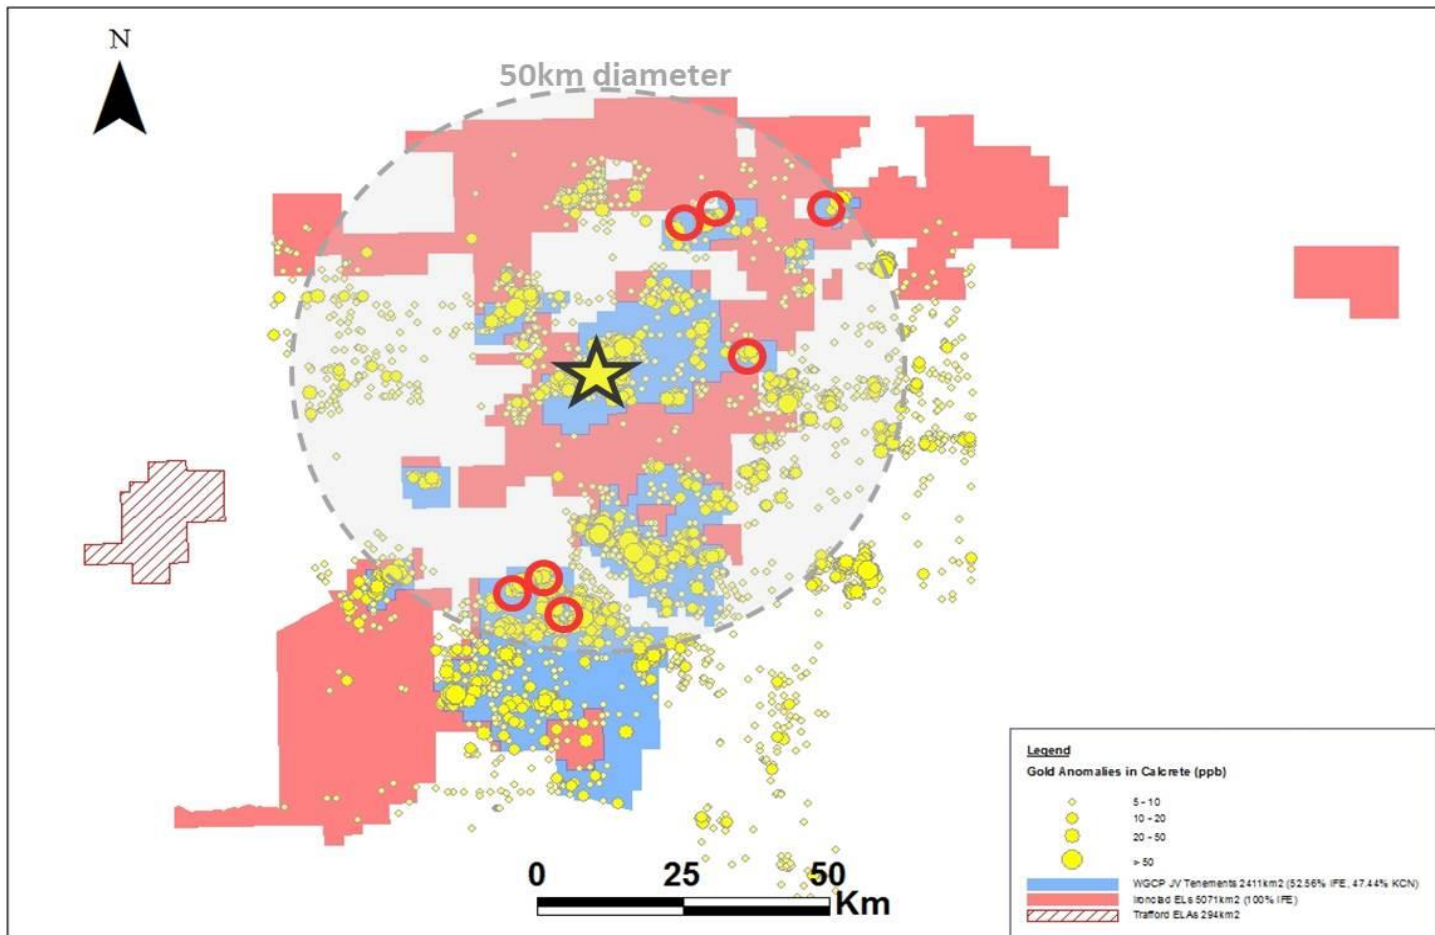 N
50km diameter
0 25 50
Km
Legend
Gold Anomalies in Calcrete (ppb)
5 - 10
10 - 20
20 - 50
> 50
WGCP JV Tenements 2411km2 (52.56% IFE, 47.44% KCN)
Ironclad ELs 5071km2 (100% IFE)
Trafford ELAs 294km2